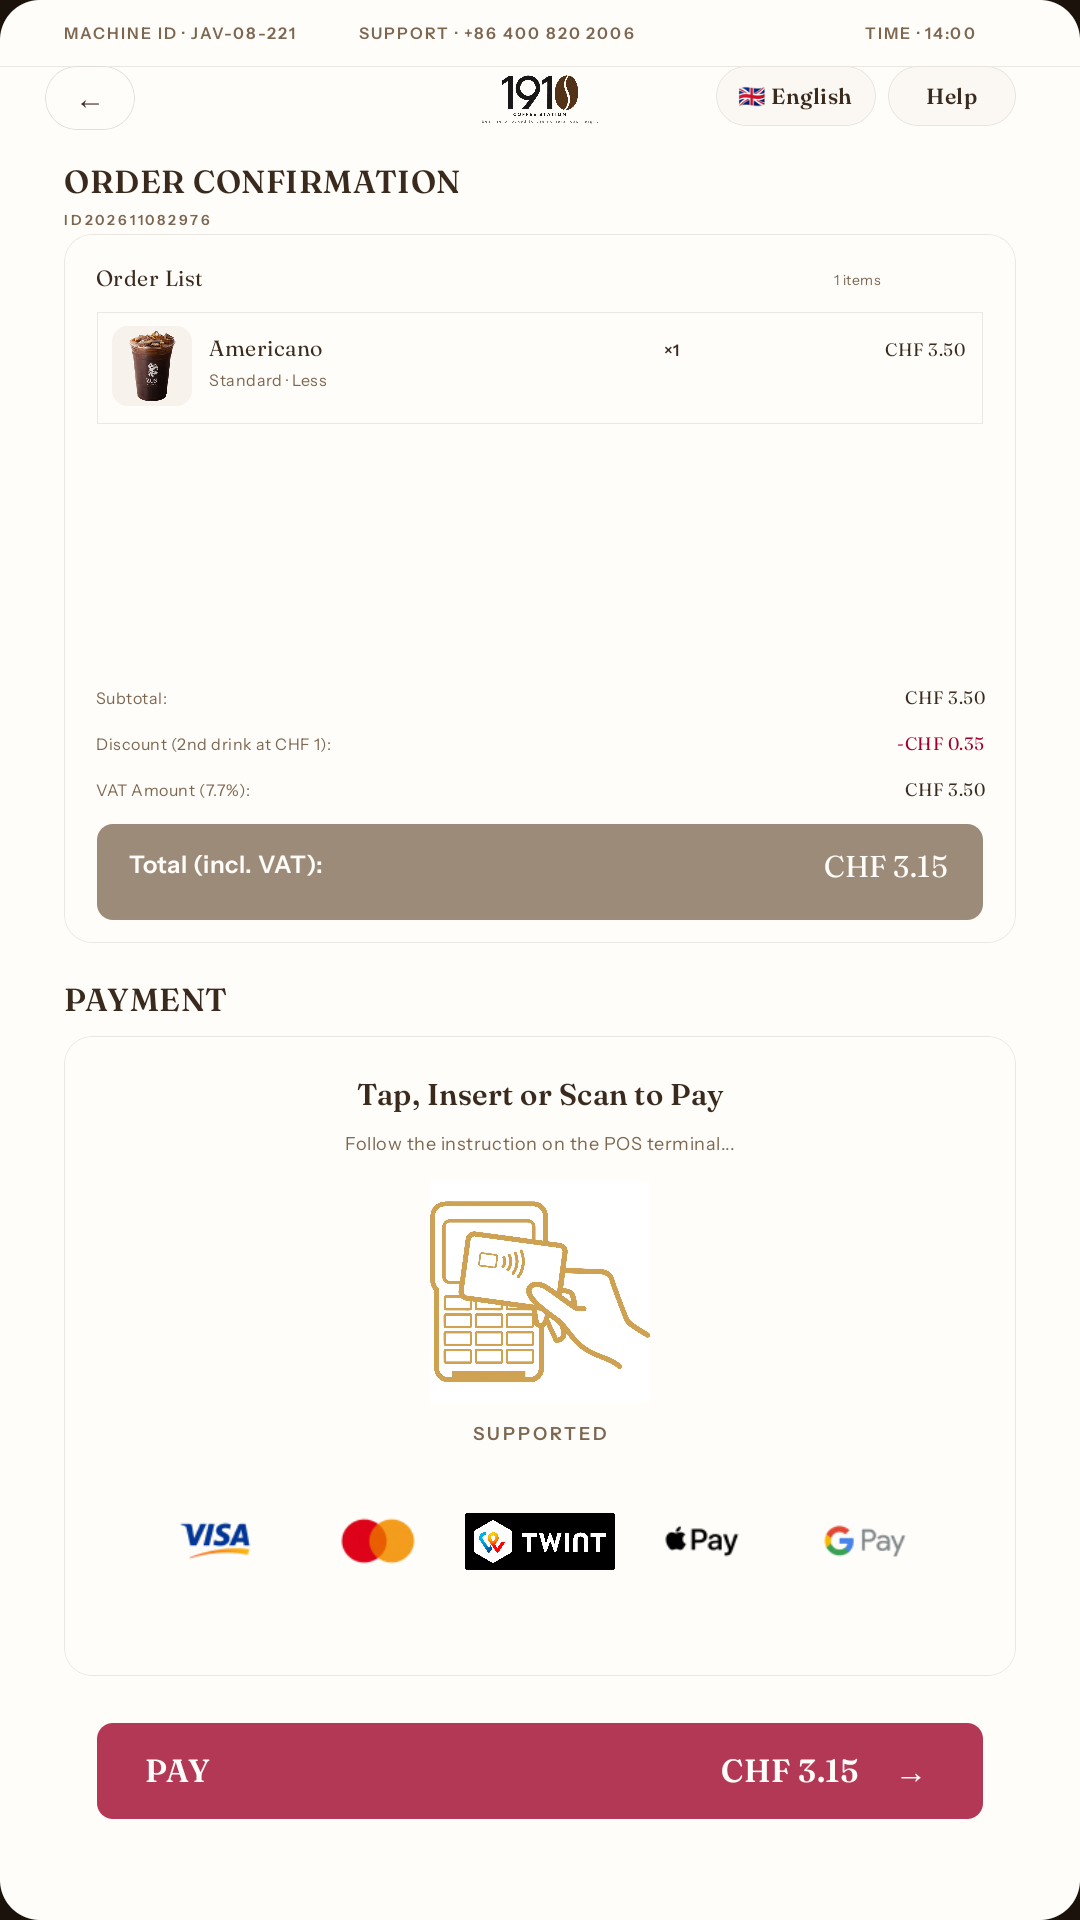 MACHINE ID · JAV-08-221 SUPPORT · +86 400 820 2006 TIME · 14:00
← 1910 🇬🇧 English Help
COFFEE STATION
ORDER CONFIRMATION
ID202611082976
Order List 1 items
Americano ×1 CHF 3.50
Standard · Less
Subtotal: CHF 3.50
Discount (2nd drink at CHF 1): -CHF 0.35
VAT Amount (7.7%): CHF 3.50
Total (incl. VAT): CHF 3.15
PAYMENT
Tap, Insert or Scan to Pay
Follow the instruction on the POS terminal...
SUPPORTED
VISA TWINT Pay G Pay
PAY CHF 3.15 →